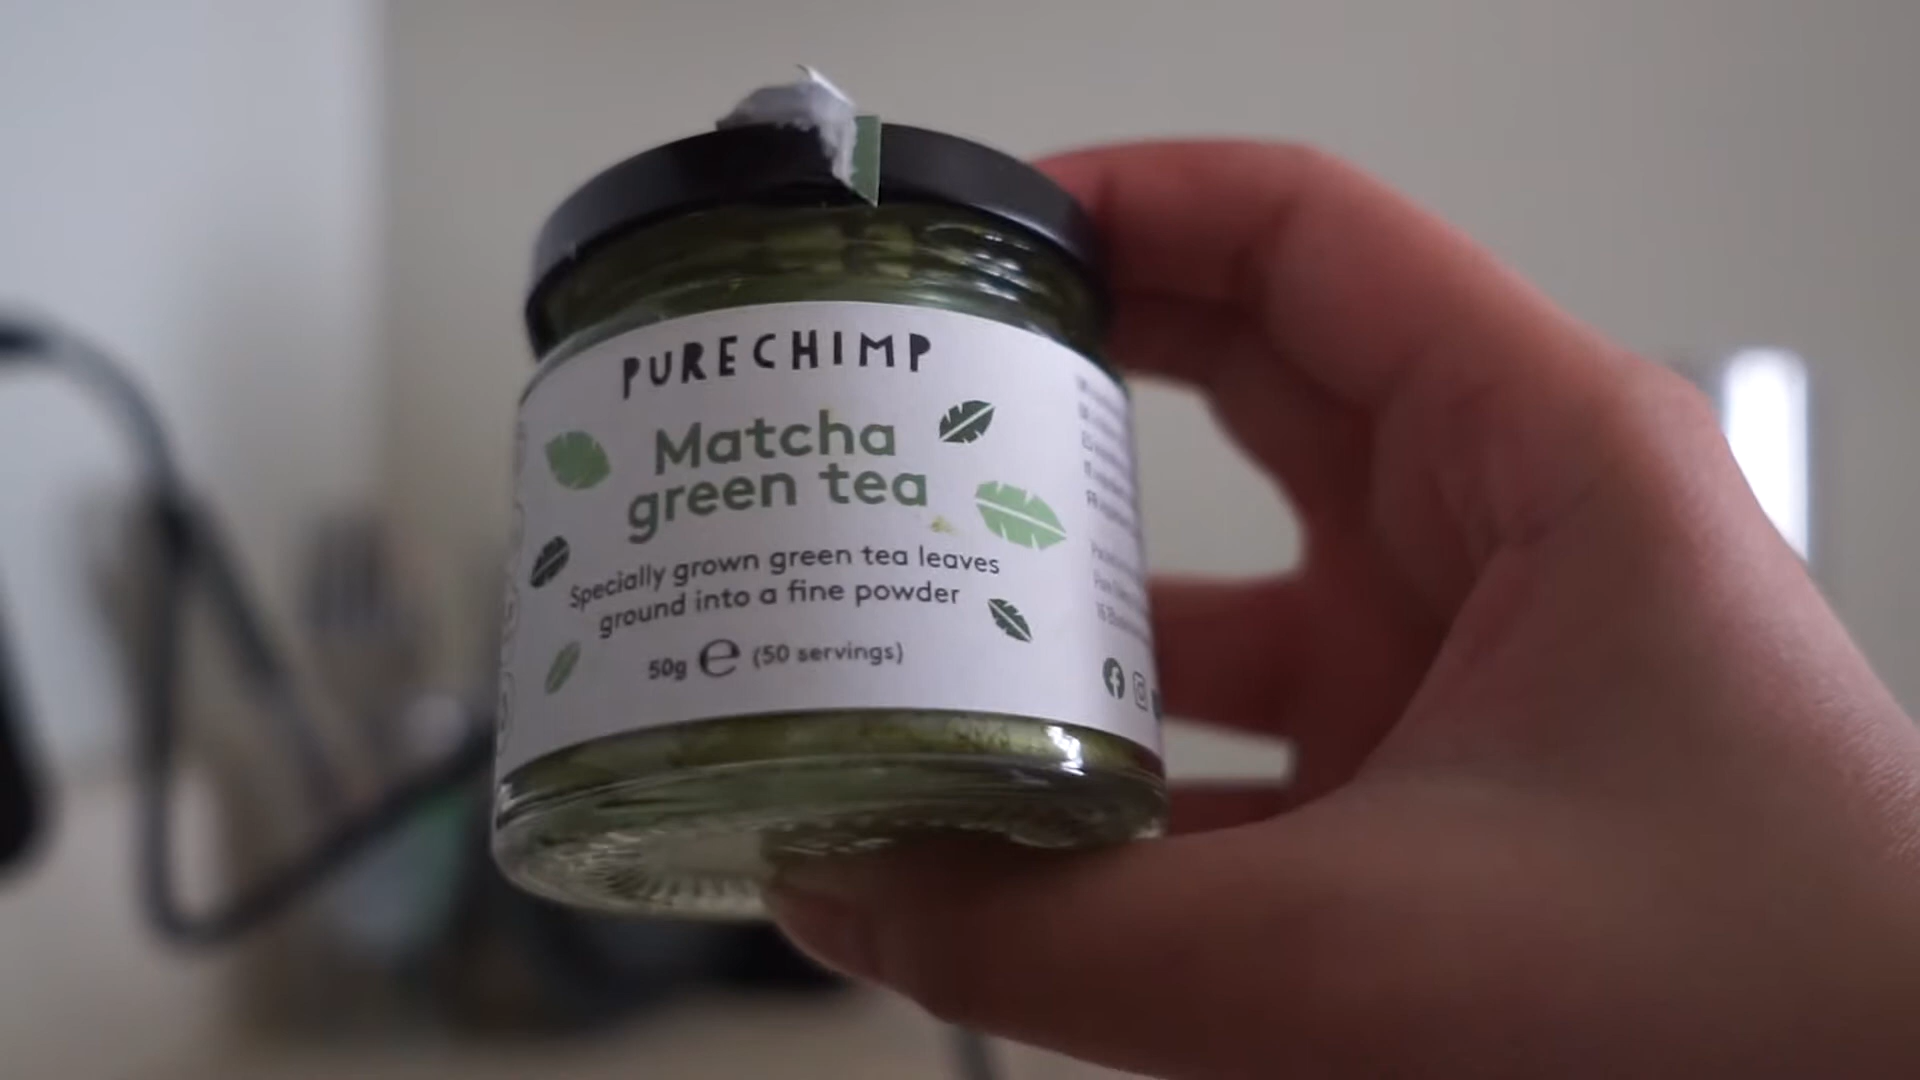 PURECHIMP
Matcha
green tea
Specially grown green tea leaves
ground into a fine powder
50g ℮ (50 servings)